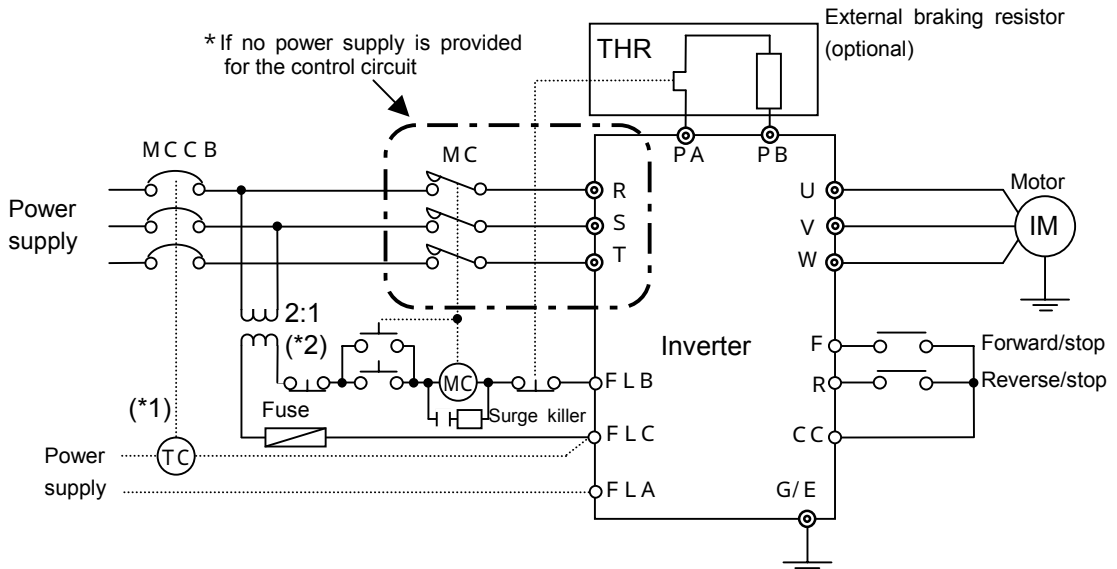 External braking resistor
(optional)
* If no power supply is provided
for the control circuit
THR
MCCB
MC
PA
PB
Power
supply
R
S
T
U
V
W
Motor
IM
2:1
(*2)
Inverter
F
Forward/stop
R
Reverse/stop
MC
FLB
(*1)
Fuse
Surge killer
FLC
CC
Power
supply
TC
FLA
G/E